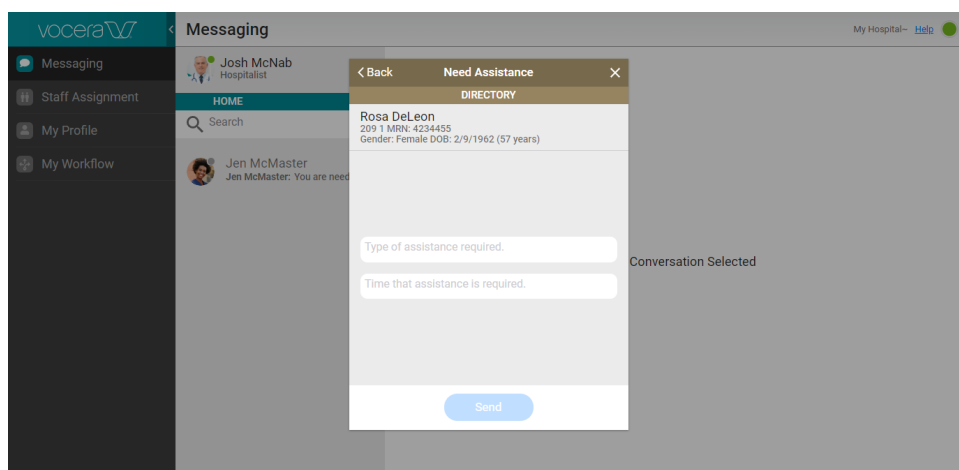 vocera
Messaging
My Hospital~ Help
Messaging
Staff Assignment
My Profile
My Workflow
Josh McNab
Hospitalist
HOME
Search
Jen McMaster
Jen McMaster: You are need
Back
Need Assistance
DIRECTORY
Rosa DeLeon
209 1 MRN: 4234455
Gender: Female DOB: 2/9/1962 (57 years)
Type of assistance required.
Time that assistance is required.
Send
Conversation Selected